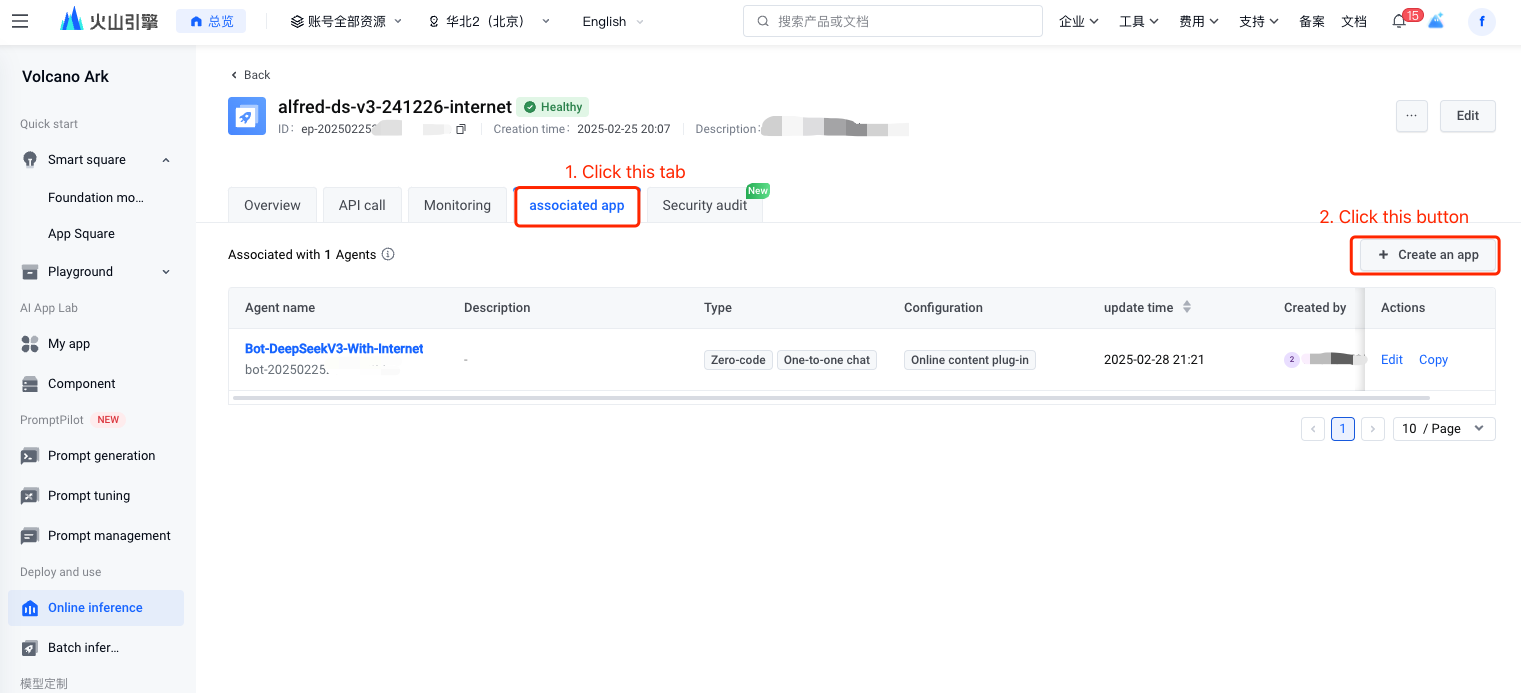 火山引擎 总览 账号全部资源 华北2（北京） English 搜索产品或文档 企业 工具 费用 支持 备案 文档 15 f
Volcano Ark
Quick start
Smart square
Foundation mo...
App Square
Playground
AI App Lab
My app
Component
PromptPilot NEW
Prompt generation
Prompt tuning
Prompt management
Deploy and use
Online inference
Batch infer...
模型定制
Back
alfred-ds-v3-241226-internet Healthy
ID: ep-20250225 Creation time: 2025-02-25 20:07 Description:
... Edit
1. Click this tab
Overview API call Monitoring associated app Security audit New
2. Click this button
Associated with 1 Agents
+ Create an app
Agent name Description Type Configuration update time Created by Actions
Bot-DeepSeekV3-With-Internet - Zero-code One-to-one chat Online content plug-in 2025-02-28 21:21 2 Edit Copy
bot-20250225.
1 10 / Page